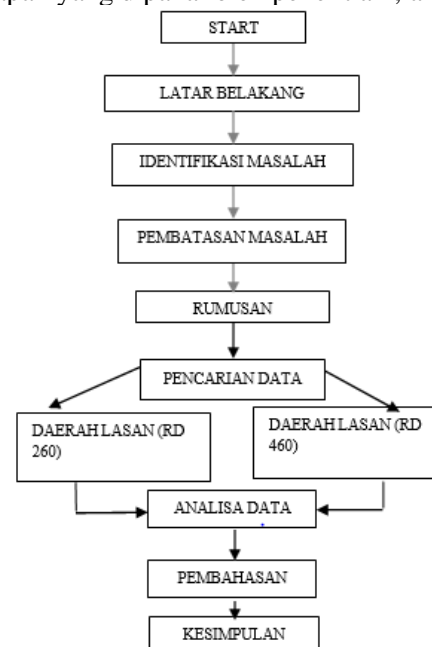 START
LATAR BELAKANG
IDENTIFIKASI MASALAH
PEMBATASAN MASALAH
RUMUSAN
PENCARIAN DATA
DAERAH LASAN (RD
260)
DAERAH LASAN (RD
460)
ANALISA DATA
PEMBAHASAN
KESIMPULAN